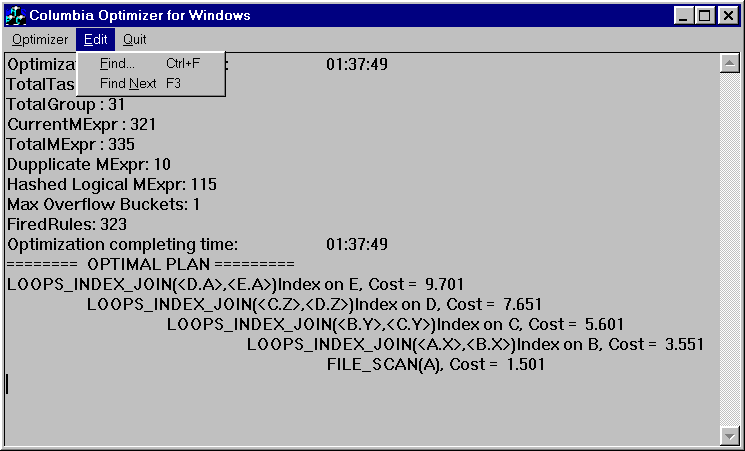 Columbia Optimizer for Windows
Optimizer Edit Quit
Find... Ctrl+F
Find Next F3
Optimiza : 01:37:49
TotalTas
TotalGroup : 31
CurrentMExpr : 321
TotalMExpr : 335
Dupplicate MExpr: 10
Hashed Logical MExpr: 115
Max Overflow Buckets: 1
FiredRules: 323
Optimization completing time: 01:37:49
======== OPTIMAL PLAN =========
LOOPS_INDEX_JOIN(<D.A>,<E.A>)Index on E, Cost = 9.701
LOOPS_INDEX_JOIN(<C.Z>,<D.Z>)Index on D, Cost = 7.651
LOOPS_INDEX_JOIN(<B.Y>,<C.Y>)Index on C, Cost = 5.601
LOOPS_INDEX_JOIN(<A.X>,<B.X>)Index on B, Cost = 3.551
FILE_SCAN(A), Cost = 1.501